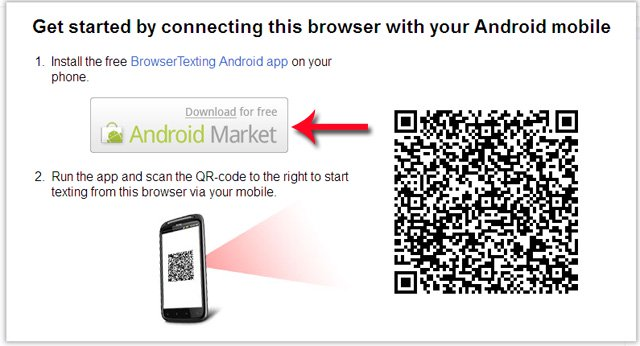 Get started by connecting this browser with your Android mobile
1. Install the free BrowserTexting Android app on your
phone.
Download for free
Android Market
2. Run the app and scan the QR-code to the right to start
texting from this browser via your mobile.